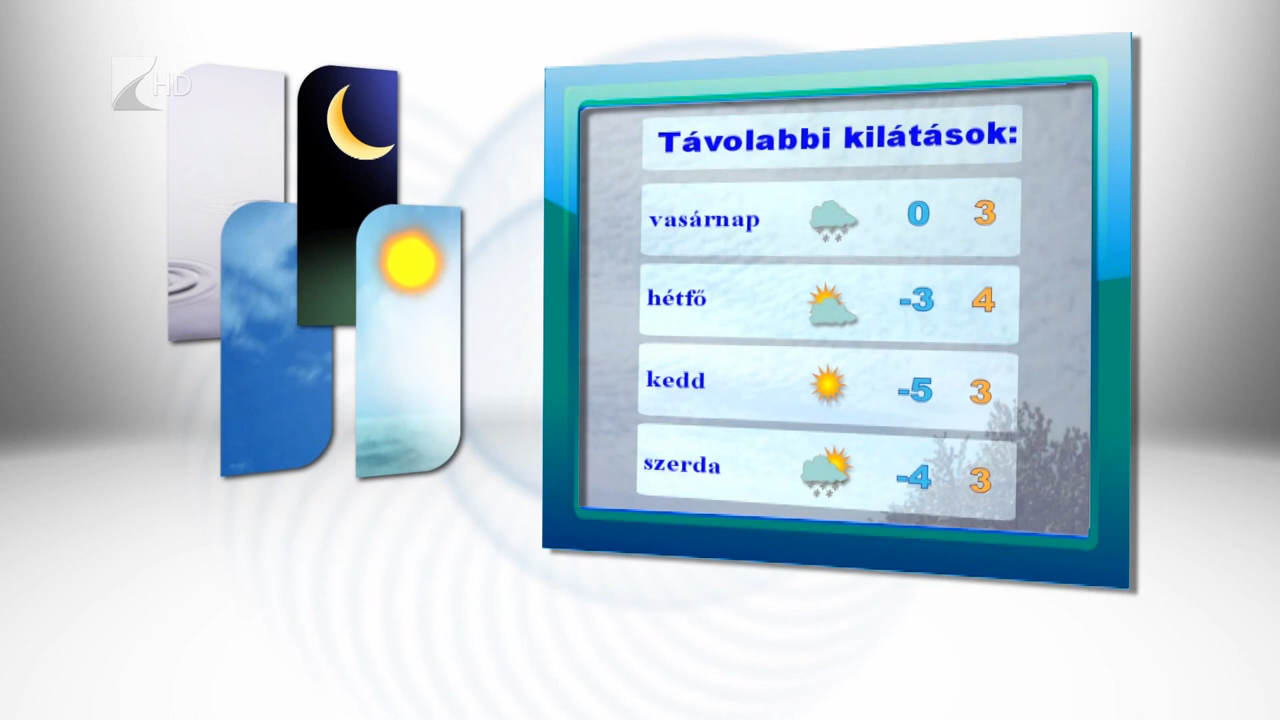 HD
Távolabbi kilátások:
vasárnap 0 3
hétfő -3 4
kedd -5 3
szerda -4 3